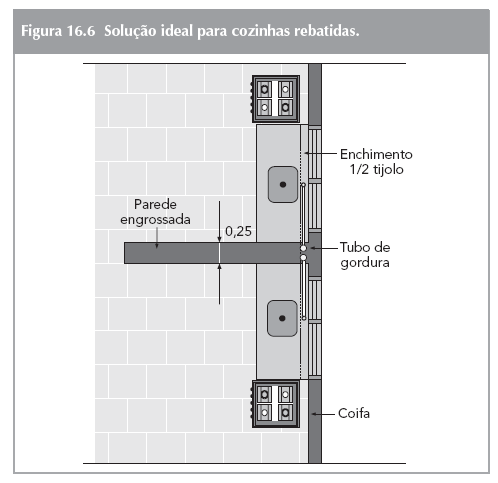 Figura 16.6 Solução ideal para cozinhas rebatidas.
Enchimento
1/2 tijolo
Parede
engrossada
0,25
Tubo de
gordura
Coifa